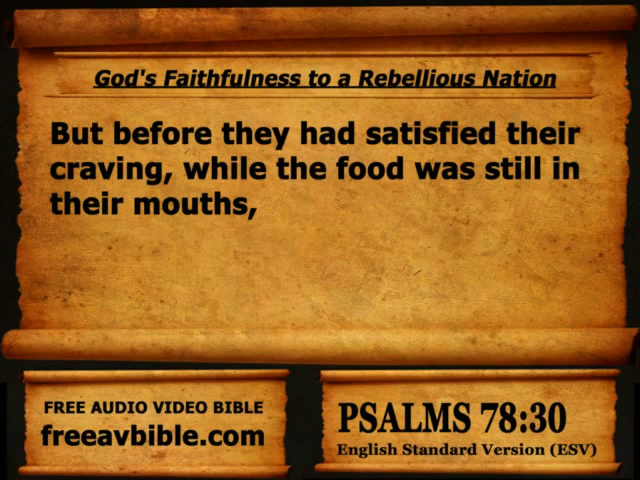 God's Faithfulness to a Rebellious Nation
But before they had satisfied their
craving, while the food was still in
their mouths,
FREE AUDIO VIDEO BIBLE
freeavbible.com
PSALMS 78:30
English Standard Version (ESV)